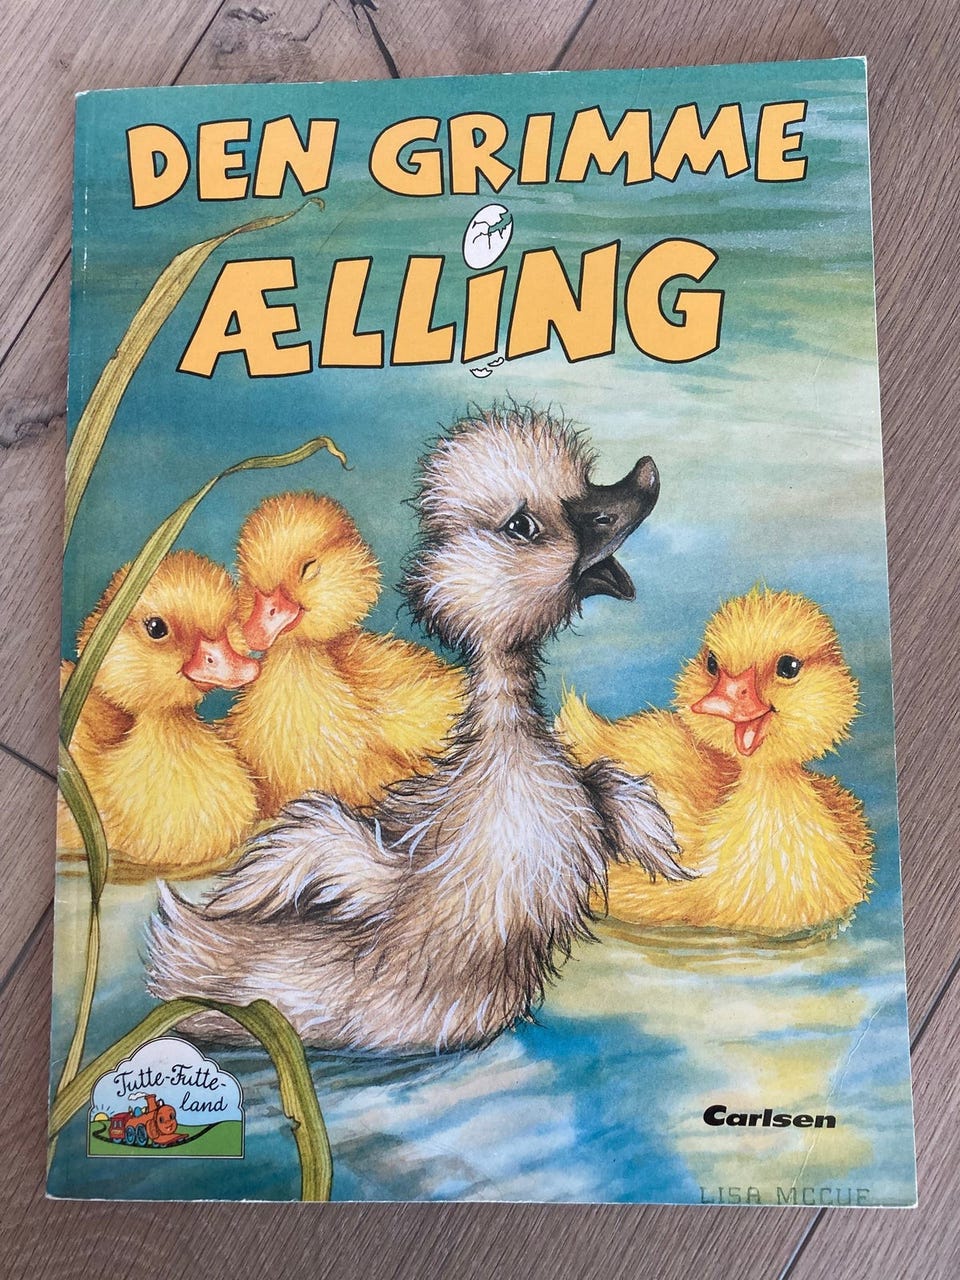 DEN GRIMME
ÆLLING
Tutte-Futte-
land
Carlsen
LISA MCCUE